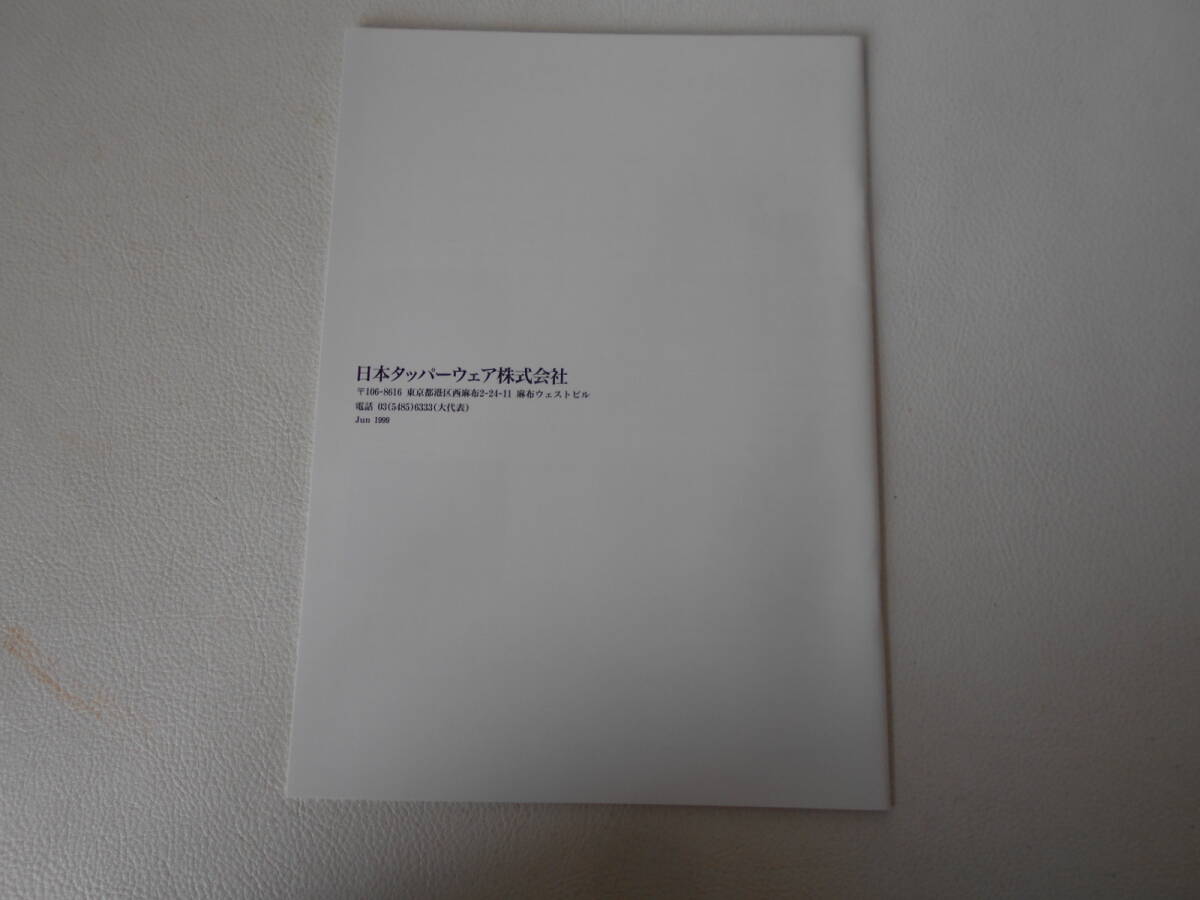 日本タッパーウェア株式会社
〒106-8616 東京都港区西麻布2-24-11 麻布ウェストビル
電話 03(5485)6333(大代表)
Jun 1999